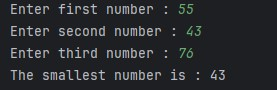 Enter first number : 55
Enter second number : 43
Enter third number : 76
The smallest number is : 43